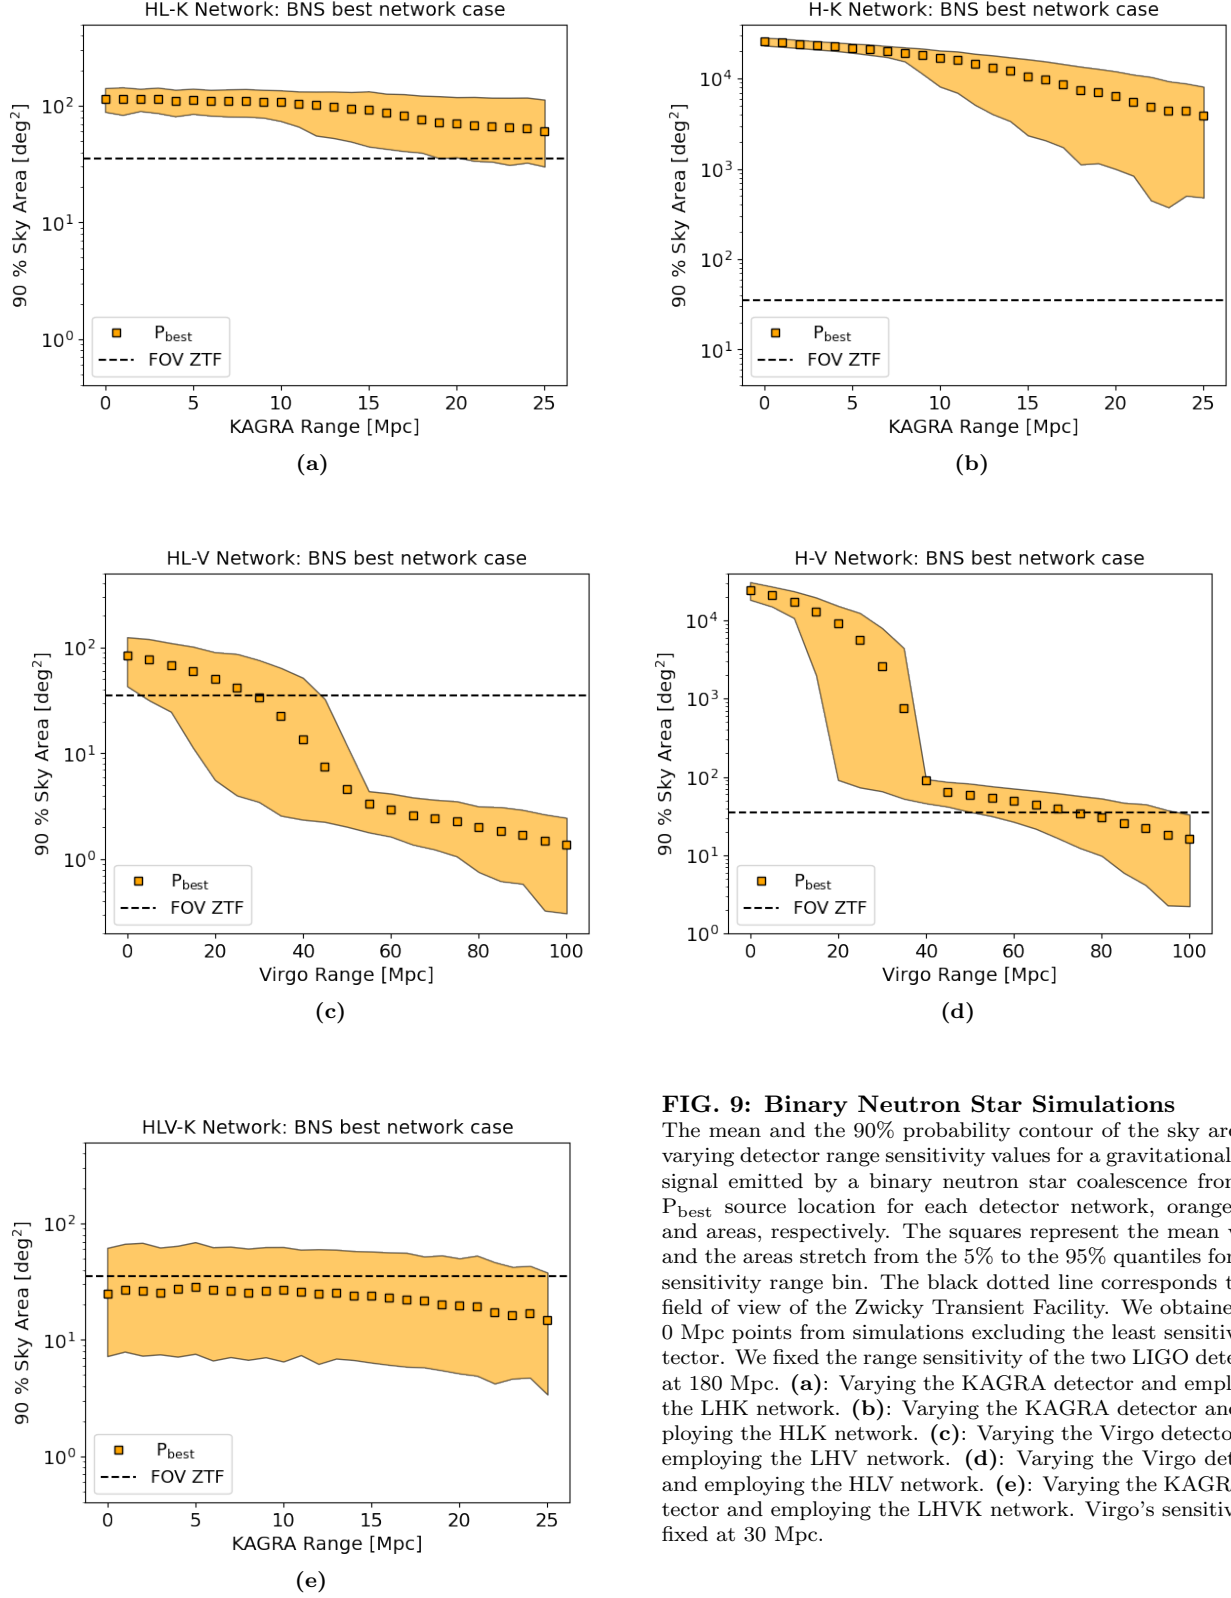 HL-K Network: BNS best network case
90 % Sky Area [deg²]
10²
10¹
10⁰
P_best
FOV ZTF
0 5 10 15 20 25
KAGRA Range [Mpc]
(a)
H-K Network: BNS best network case
90 % Sky Area [deg²]
10⁴
10³
10²
10¹
P_best
FOV ZTF
0 5 10 15 20 25
KAGRA Range [Mpc]
(b)
HL-V Network: BNS best network case
90 % Sky Area [deg²]
10²
10¹
10⁰
P_best
FOV ZTF
0 20 40 60 80 100
Virgo Range [Mpc]
(c)
H-V Network: BNS best network case
90 % Sky Area [deg²]
10⁴
10³
10²
10¹
10⁰
P_best
FOV ZTF
0 20 40 60 80 100
Virgo Range [Mpc]
(d)
HLV-K Network: BNS best network case
90 % Sky Area [deg²]
10²
10¹
10⁰
P_best
FOV ZTF
0 5 10 15 20 25
KAGRA Range [Mpc]
(e)
FIG. 9: Binary Neutron Star Simulations
The mean and the 90% probability contour of the sky
varying detector range sensitivity values for a gravitational
signal emitted by a binary neutron star coalescence
P_best source location for each detector network, orange
and areas, respectively. The squares represent the mean
and the areas stretch from the 5% to the 95% quantiles for
sensitivity range bin. The black dotted line corresponds
field of view of the Zwicky Transient Facility. We
0 Mpc points from simulations excluding the least
tector. We fixed the range sensitivity of the two LIGO
at 180 Mpc. (a): Varying the KAGRA detector and
the LHK network. (b): Varying the KAGRA detector
ploying the HLK network. (c): Varying the Virgo
employing the LHV network. (d): Varying the Virgo
and employing the HLV network. (e): Varying the
tector and employing the LHVK network. Virgo's
fixed at 30 Mpc.